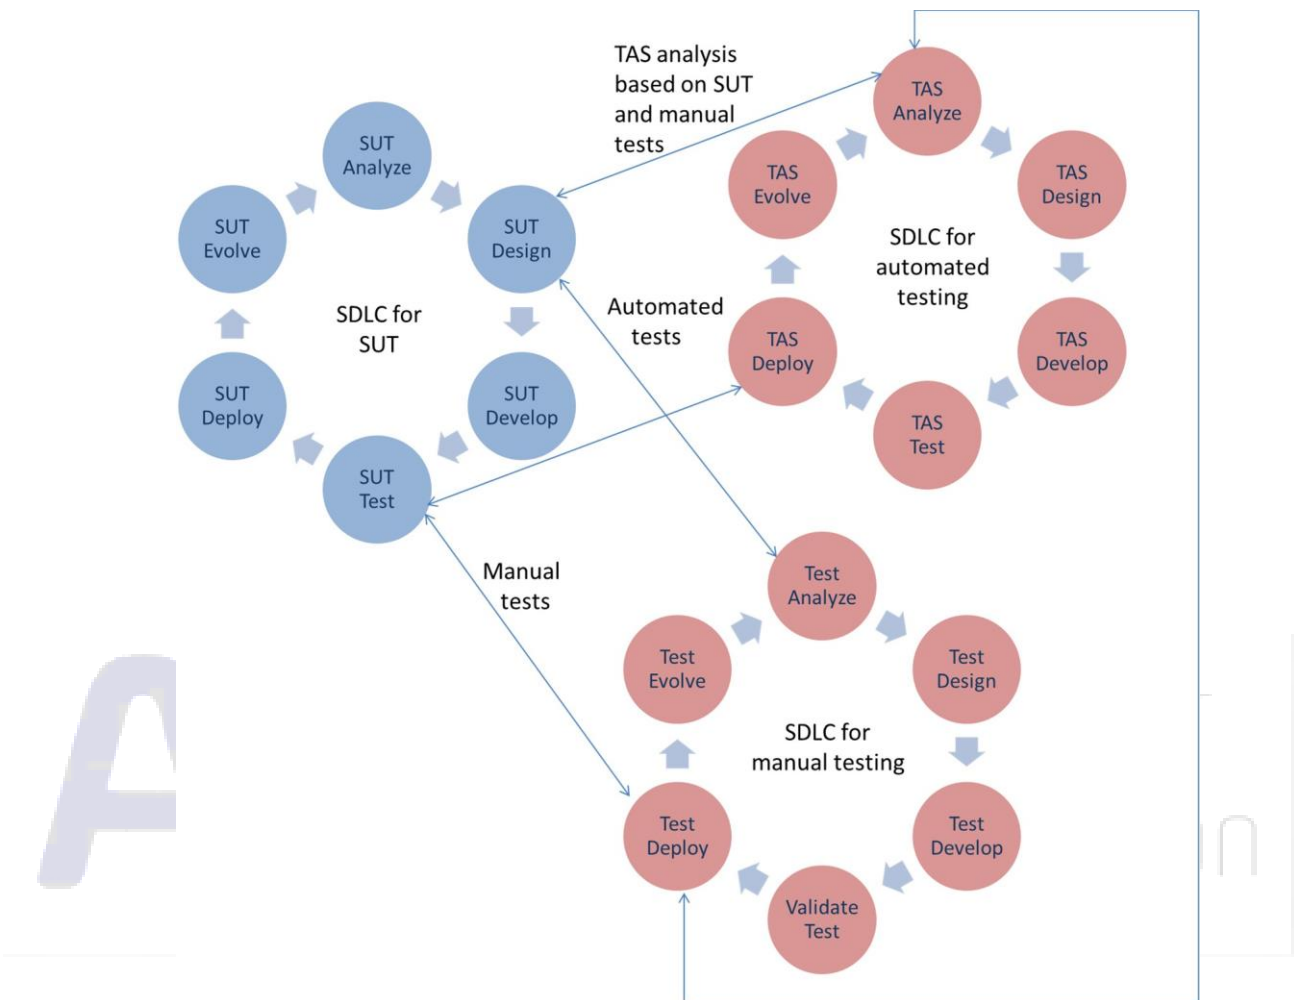 TAS analysis
based on SUT
and manual
tests
SUT
Analyze
SUT
Design
SUT
Develop
SUT
Test
SUT
Deploy
SUT
Evolve
SDLC for
SUT
TAS
Analyze
TAS
Design
TAS
Develop
TAS
Test
TAS
Deploy
TAS
Evolve
SDLC for
automated
testing
Automated
tests
Manual
tests
Test
Analyze
Test
Design
Test
Develop
Validate
Test
Test
Deploy
Test
Evolve
SDLC for
manual testing